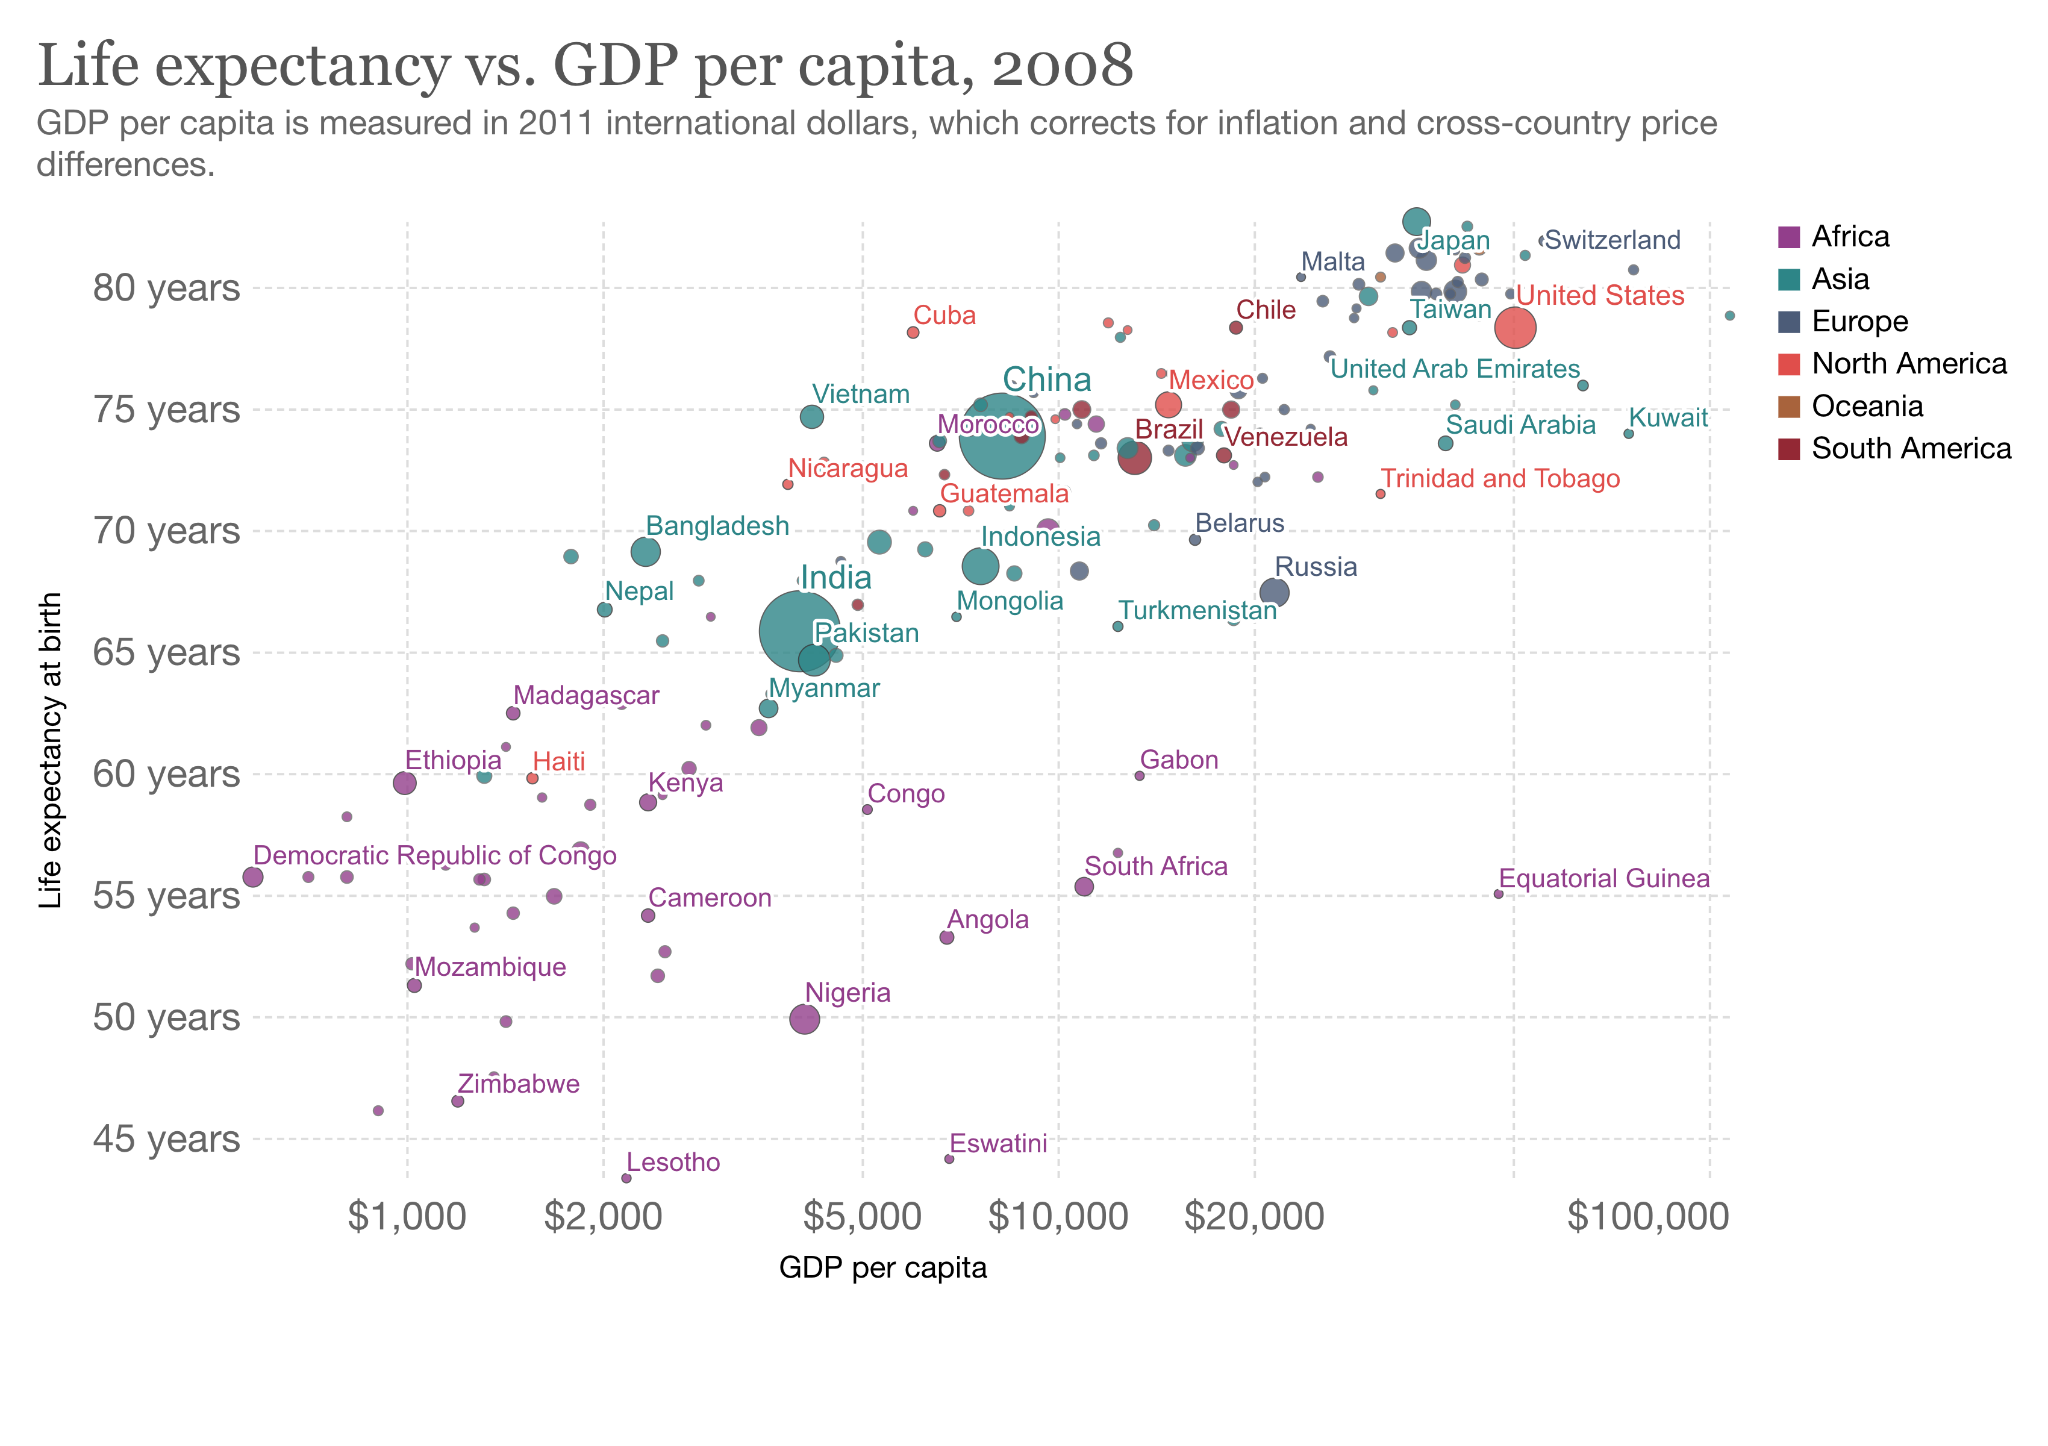 Life expectancy vs. GDP per capita, 2008
GDP per capita is measured in 2011 international dollars, which corrects for inflation and cross-country price
differences.
Africa
Asia
Europe
North America
Oceania
South America
Life expectancy at birth
80 years
75 years
70 years
65 years
60 years
55 years
50 years
45 years
Japan
Switzerland
Malta
United States
Taiwan
Chile
Cuba
United Arab Emirates
China
Mexico
Vietnam
Kuwait
Morocco
Saudi Arabia
Brazil
Venezuela
Nicaragua
Trinidad and Tobago
Guatemala
Bangladesh
Belarus
Indonesia
Russia
India
Nepal
Mongolia
Turkmenistan
Pakistan
Myanmar
Madagascar
Ethiopia
Haiti
Gabon
Kenya
Congo
Democratic Republic of Congo
South Africa
Equatorial Guinea
Cameroon
Angola
Mozambique
Nigeria
Zimbabwe
Eswatini
Lesotho
$1,000
$2,000
$5,000
$10,000
$20,000
$100,000
GDP per capita